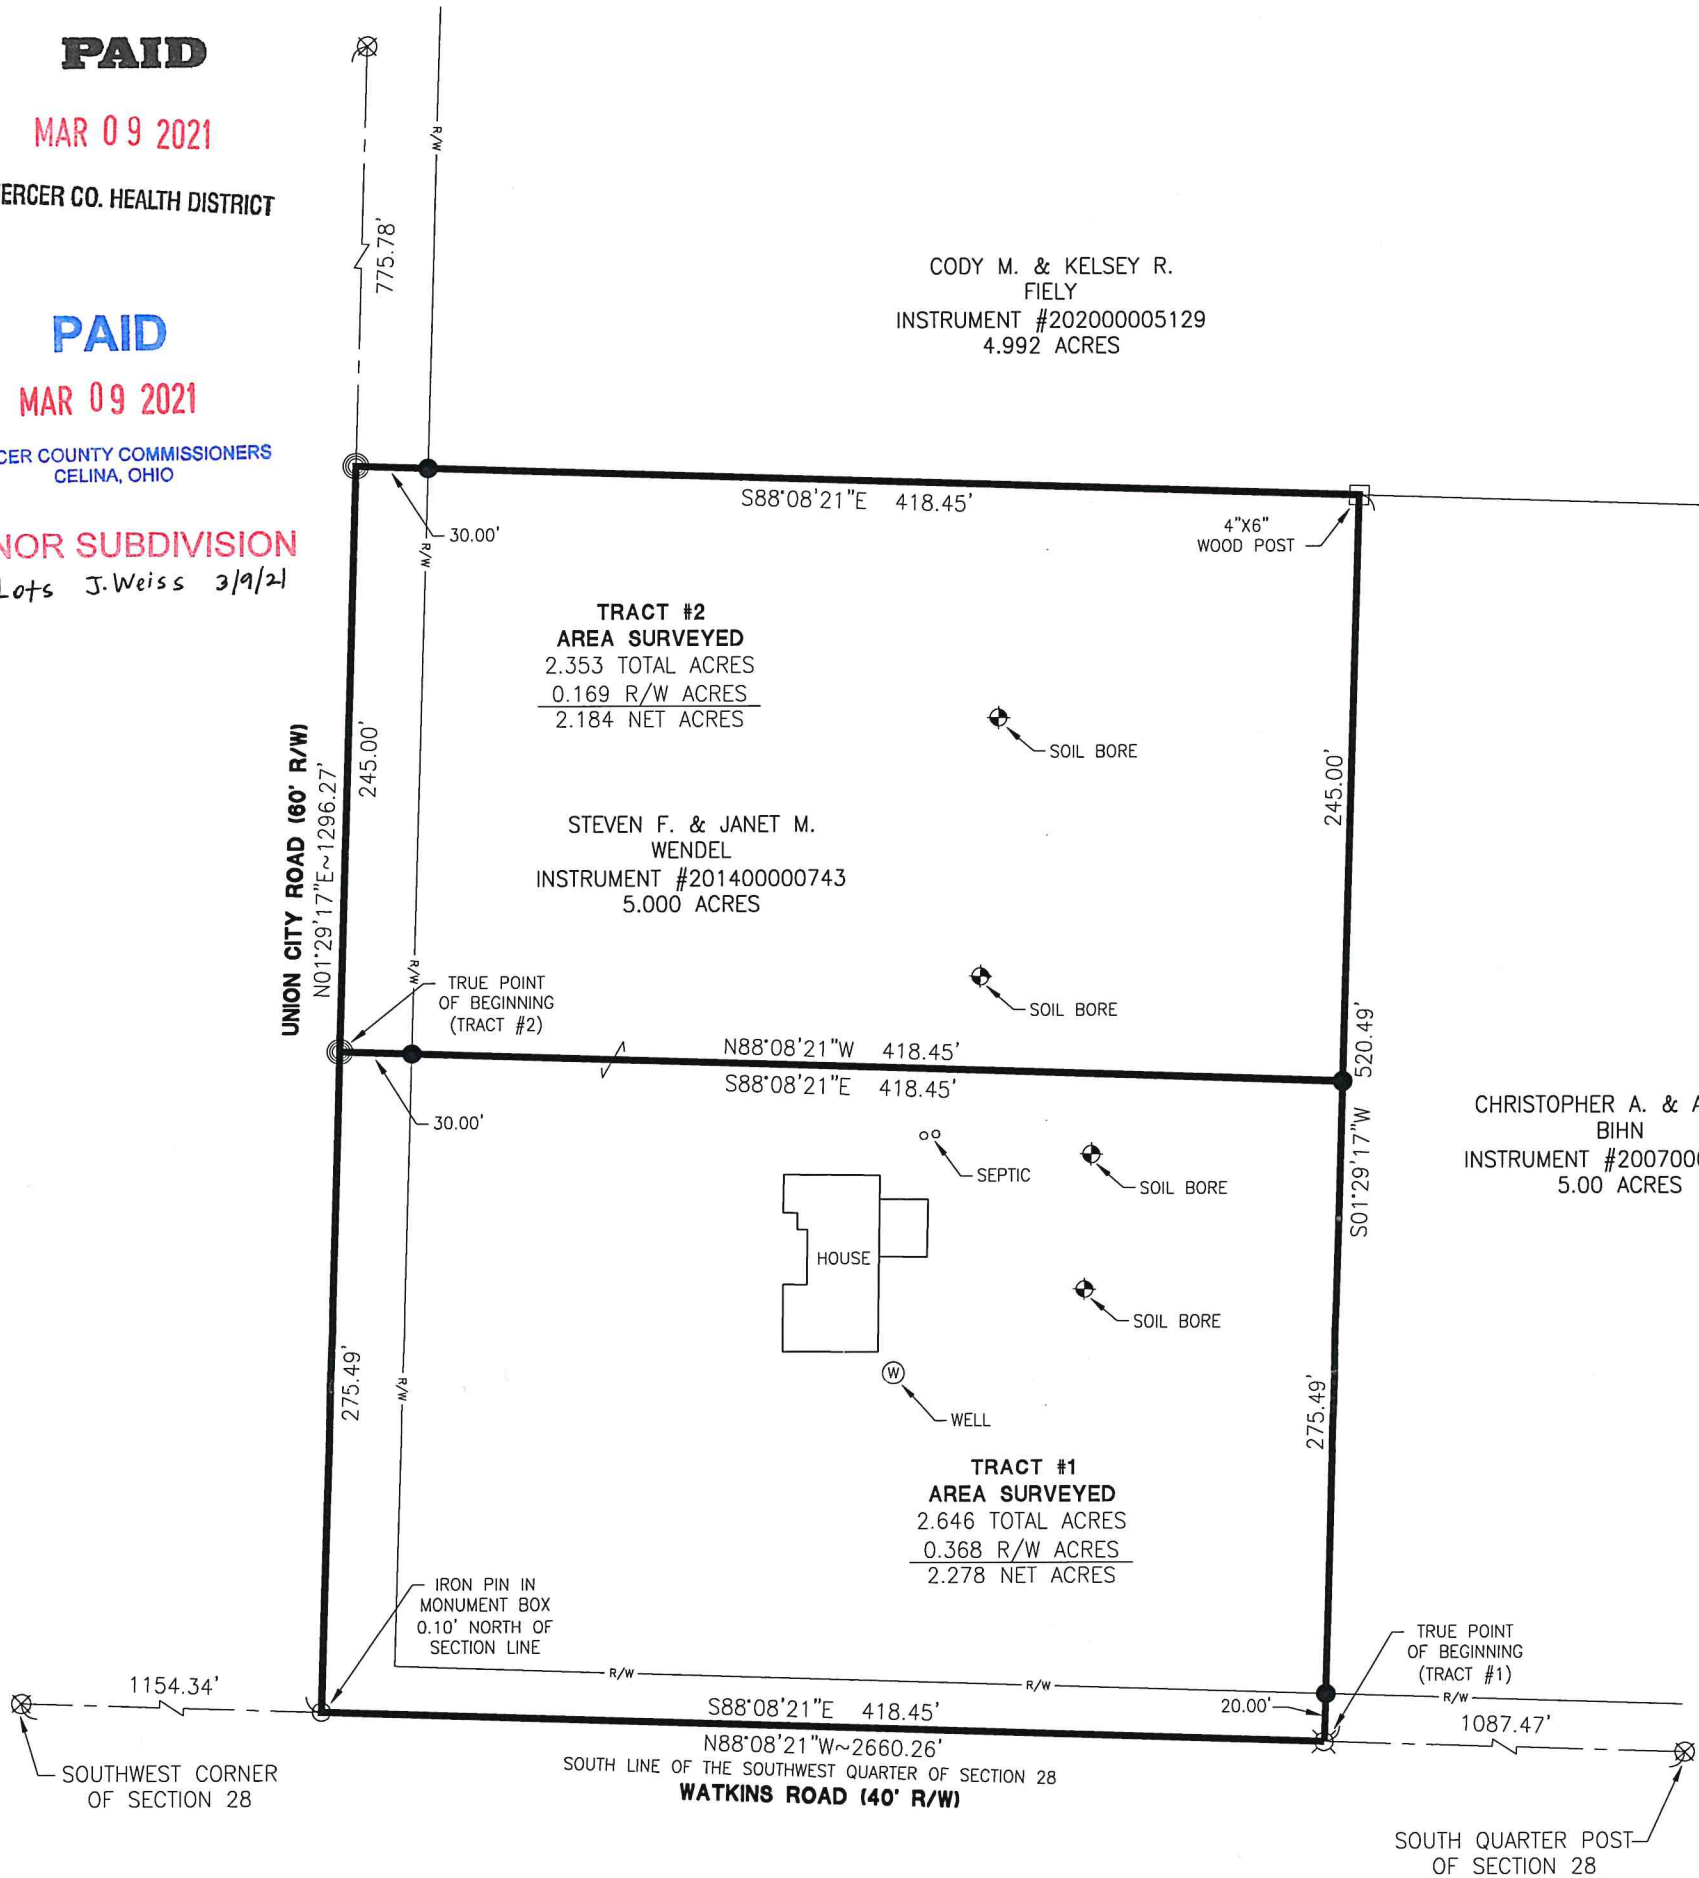 PAID
MAR 09 2021
ERCER CO. HEALTH DISTRICT
PAID
MAR 09 2021
CER COUNTY COMMISSIONERS
CELINA, OHIO
NOR SUBDIVISION
Lots J. Weiss 3/9/21
R/W
775.78'
CODY M. & KELSEY R.
FIELY
INSTRUMENT #202000005129
4.992 ACRES
S88°08'21"E 418.45'
30.00'
R/W
4"X6"
WOOD POST
TRACT #2
AREA SURVEYED
2.353 TOTAL ACRES
0.169 R/W ACRES
2.184 NET ACRES
SOIL BORE
UNION CITY ROAD (60' R/W)
N01°29'17"E~1296.27'
245.00'
245.00'
STEVEN F. & JANET M.
WENDEL
INSTRUMENT #201400000743
5.000 ACRES
R/W
TRUE POINT
OF BEGINNING
(TRACT #2)
SOIL BORE
N88°08'21"W 418.45'
S88°08'21"E 418.45'
30.00'
S01°29'17"W 520.49'
CHRISTOPHER A. & A
BIHN
INSTRUMENT #200700
5.00 ACRES
SEPTIC
SOIL BORE
HOUSE
SOIL BORE
W
WELL
R/W
275.49'
275.49'
TRACT #1
AREA SURVEYED
2.646 TOTAL ACRES
0.368 R/W ACRES
2.278 NET ACRES
IRON PIN IN
MONUMENT BOX
0.10' NORTH OF
SECTION LINE
TRUE POINT
OF BEGINNING
(TRACT #1)
R/W
R/W
R/W
1154.34'
S88°08'21"E 418.45'
20.00'
1087.47'
N88°08'21"W~2660.26'
SOUTH LINE OF THE SOUTHWEST QUARTER OF SECTION 28
WATKINS ROAD (40' R/W)
SOUTHWEST CORNER
OF SECTION 28
SOUTH QUARTER POST
OF SECTION 28